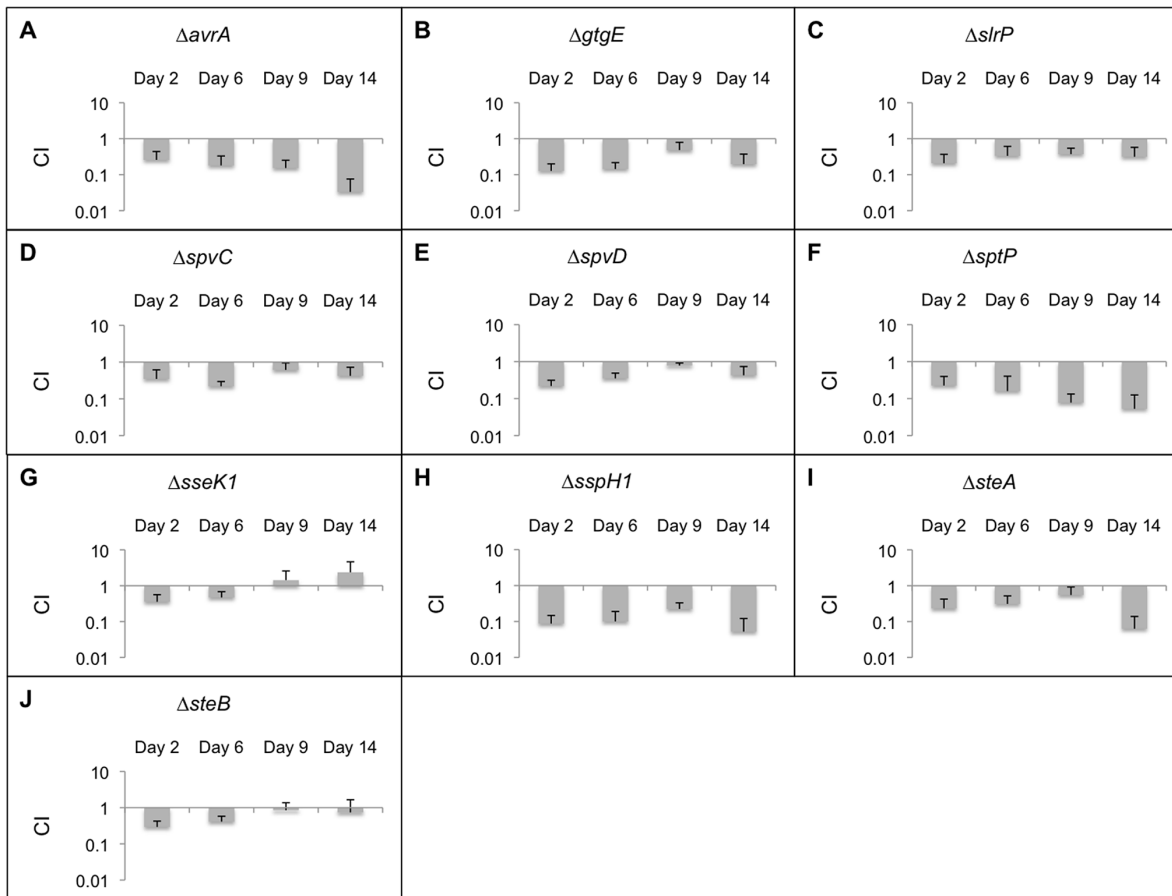 A
ΔavrA
Day 2 Day 6 Day 9 Day 14
10
1
0.1
0.01
CI
B
ΔgtgE
Day 2 Day 6 Day 9 Day 14
10
1
0.1
0.01
CI
C
ΔslrP
Day 2 Day 6 Day 9 Day 14
10
1
0.1
0.01
CI
D
ΔspvC
Day 2 Day 6 Day 9 Day 14
10
1
0.1
0.01
CI
E
ΔspvD
Day 2 Day 6 Day 9 Day 14
10
1
0.1
0.01
CI
F
ΔsptP
Day 2 Day 6 Day 9 Day 14
10
1
0.1
0.01
CI
G
ΔsseK1
Day 2 Day 6 Day 9 Day 14
10
1
0.1
0.01
CI
H
ΔsspH1
Day 2 Day 6 Day 9 Day 14
10
1
0.1
0.01
CI
I
ΔsteA
Day 2 Day 6 Day 9 Day 14
10
1
0.1
0.01
CI
J
ΔsteB
Day 2 Day 6 Day 9 Day 14
10
1
0.1
0.01
CI